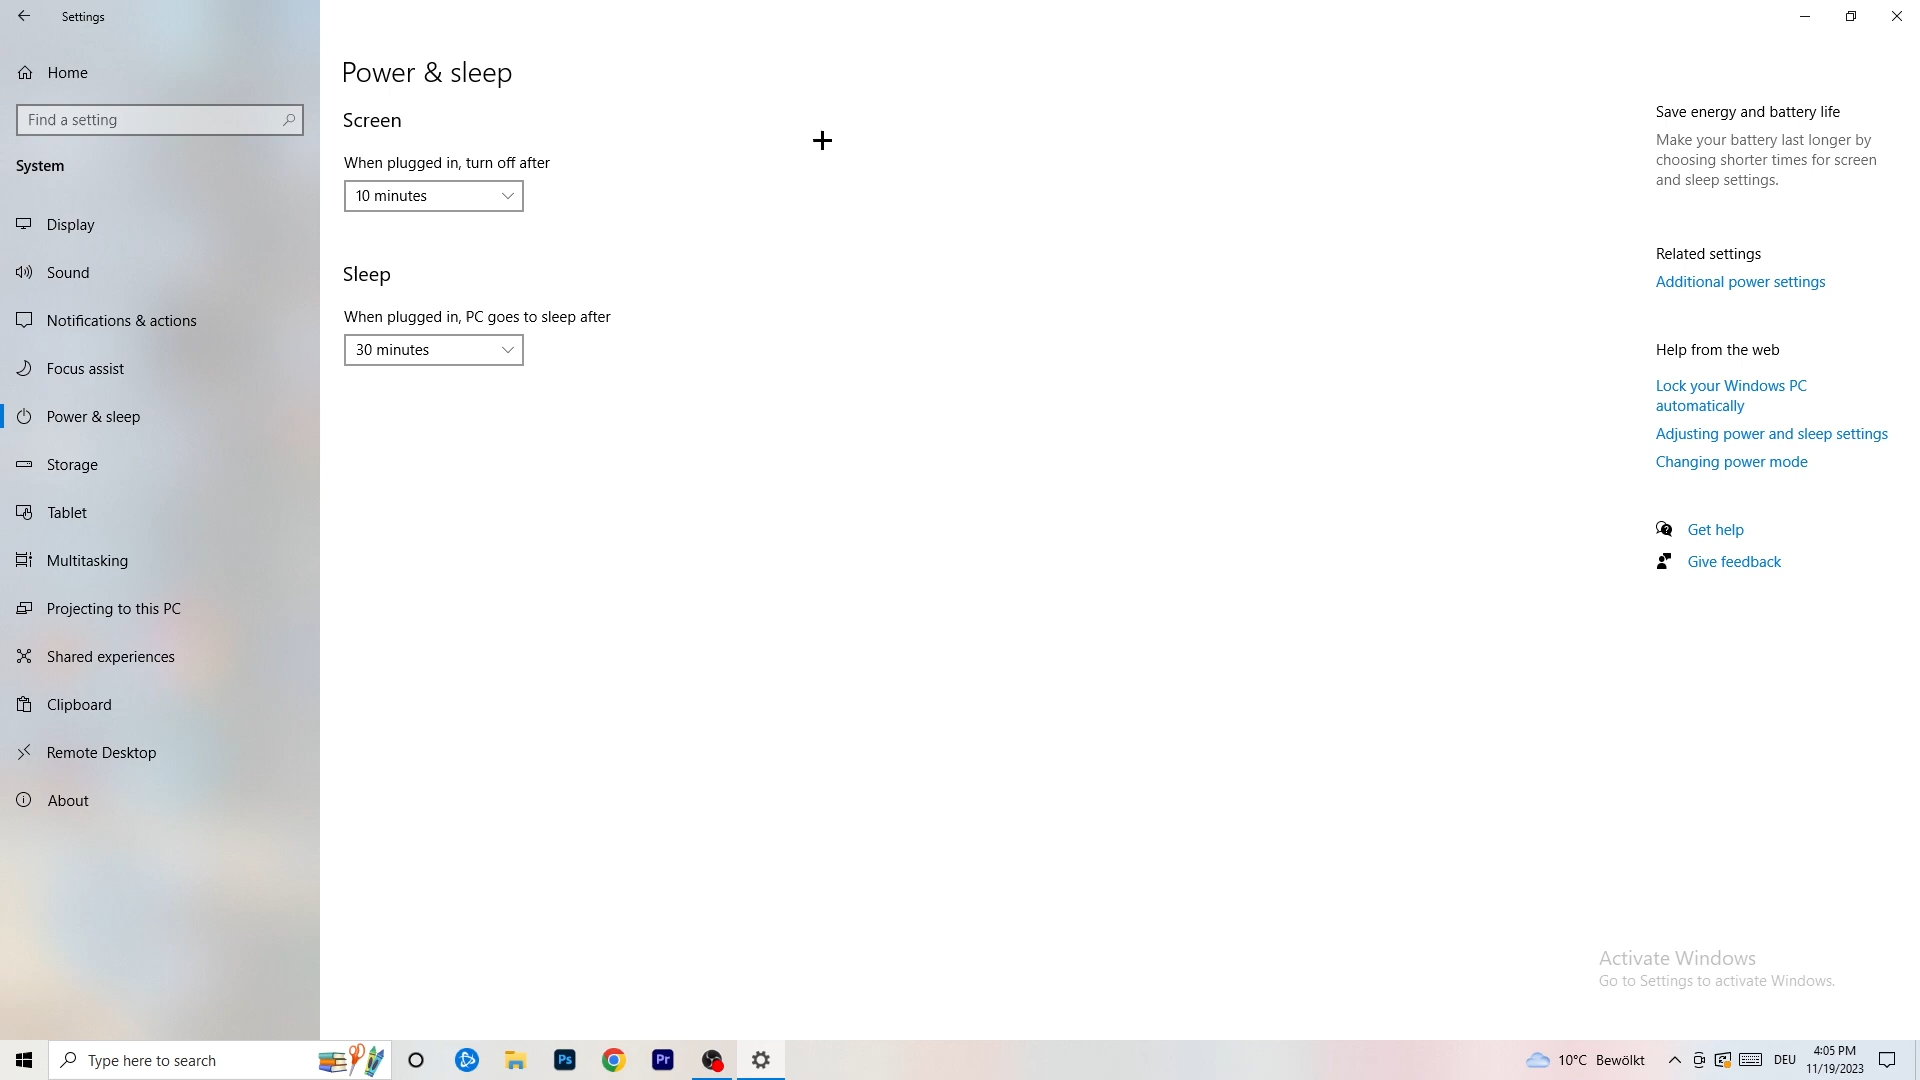 Settings
Home
Find a setting
System
Display
Sound
Notifications & actions
Focus assist
Power & sleep
Storage
Tablet
Multitasking
Projecting to this PC
Shared experiences
Clipboard
Remote Desktop
About
Power & sleep
Screen
When plugged in, turn off after
10 minutes
Sleep
When plugged in, PC goes to sleep after
30 minutes
Save energy and battery life
Make your battery last longer by
choosing shorter times for screen
and sleep settings.
Related settings
Additional power settings
Help from the web
Lock your Windows PC
automatically
Adjusting power and sleep settings
Changing power mode
Get help
Give feedback
Activate Windows
Go to Settings to activate Windows.
Type here to search
Ps
Pr
10°C Bewölkt
DEU
4:05 PM
11/19/2023